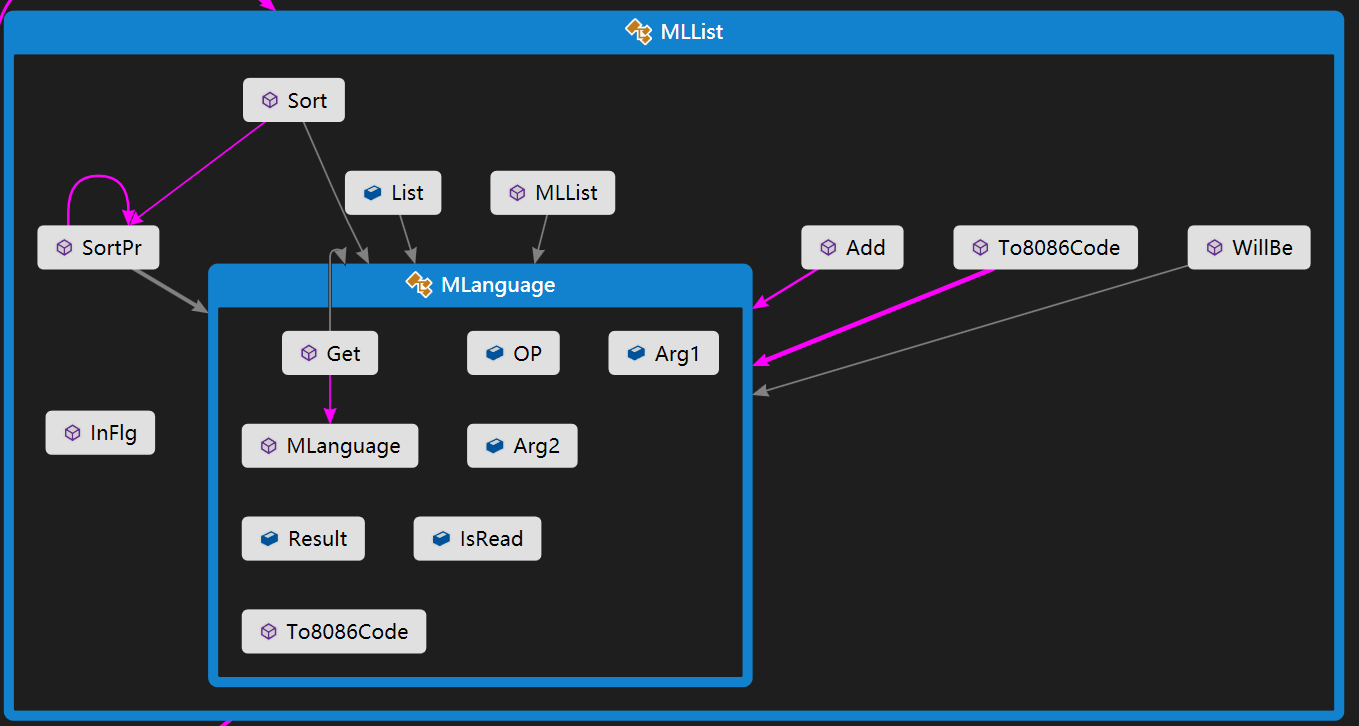 MLList
Sort
List
MLList
SortPr
Add
To8086Code
WillBe
MLanguage
Get
OP
Arg1
InFlg
MLanguage
Arg2
Result
IsRead
To8086Code